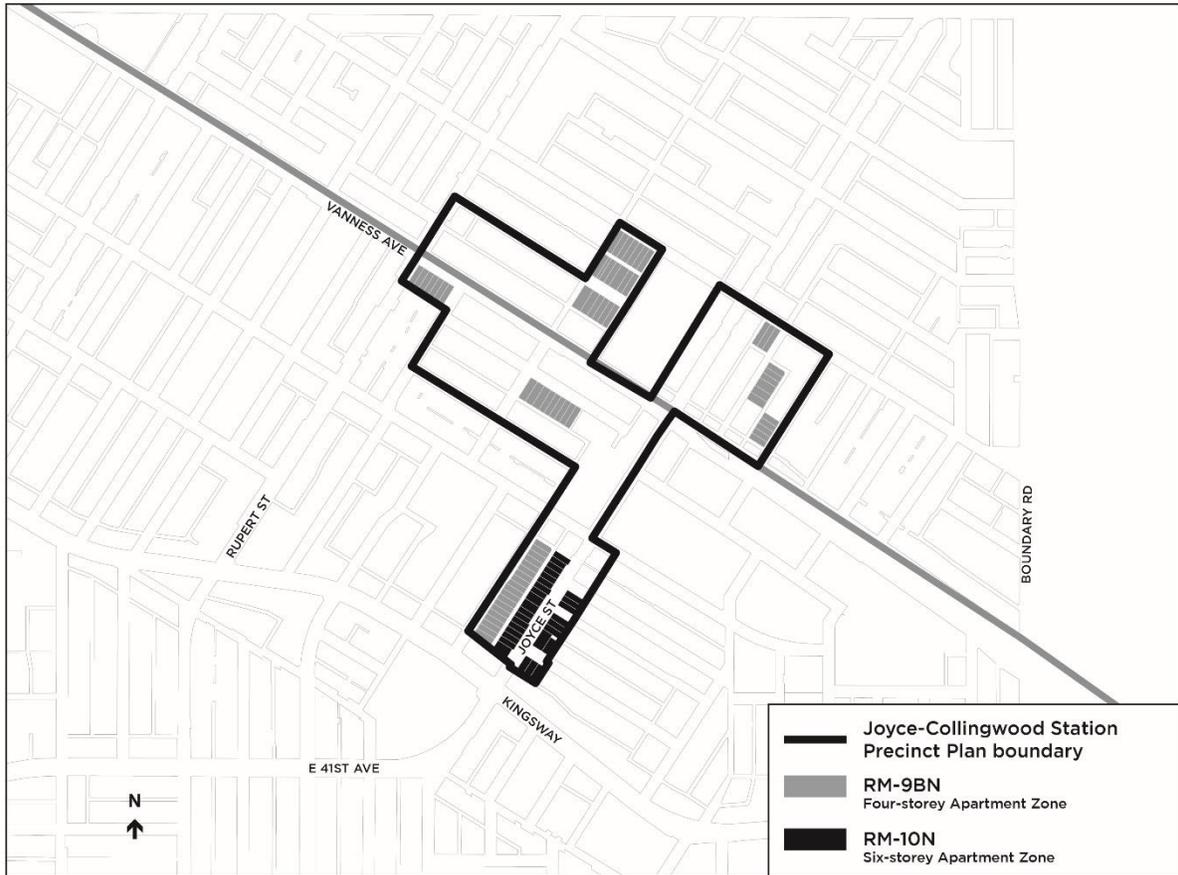 VANNESS AVE
RUPERT ST
BOUNDARY RD
JOYCE ST
KINGSWAY
E 41ST AVE
N
Joyce-Collingwood Station
Precinct Plan boundary
RM-9BN
Four-storey Apartment Zone
RM-10N
Six-storey Apartment Zone